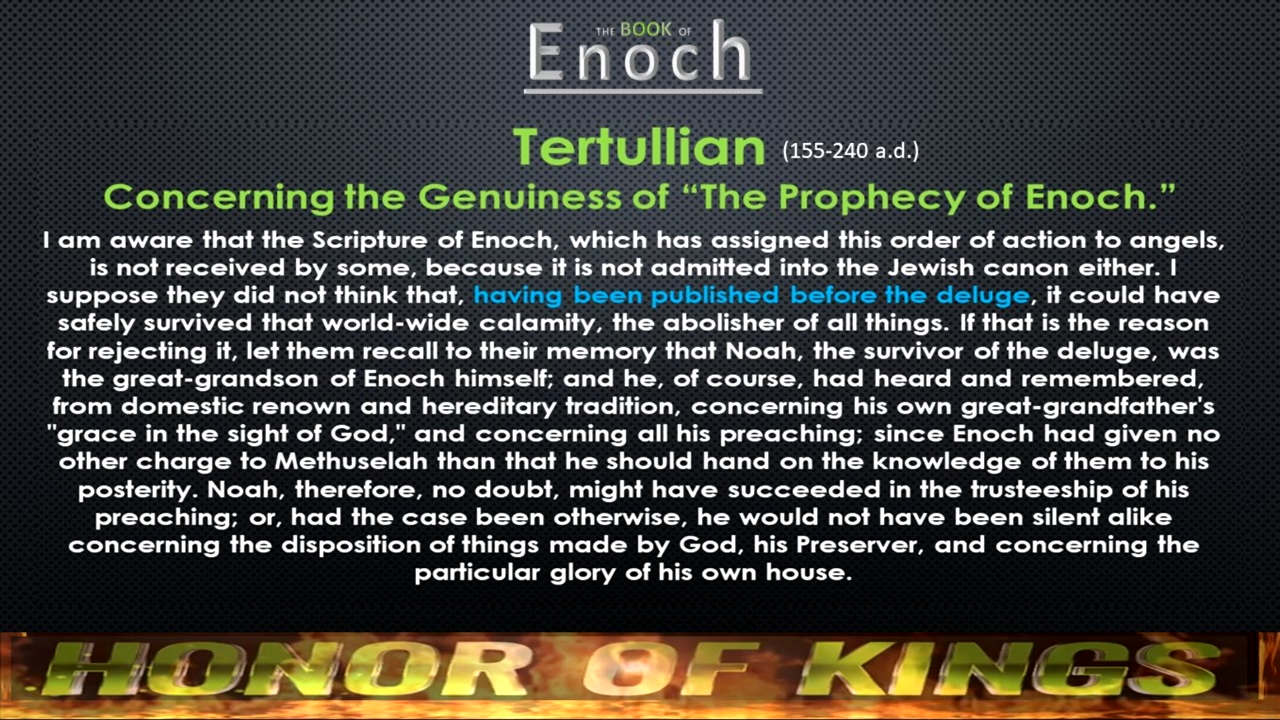 THE BOOK OF
Enoch
Tertullian (155-240 a.d.)
Concerning the Genuiness of “The Prophecy of Enoch.”
I am aware that the Scripture of Enoch, which has assigned this order of action to angels,
is not received by some, because it is not admitted into the Jewish canon either. I
suppose they did not think that, having been published before the deluge, it could have
safely survived that world-wide calamity, the abolisher of all things. If that is the reason
for rejecting it, let them recall to their memory that Noah, the survivor of the deluge, was
the great-grandson of Enoch himself; and he, of course, had heard and remembered,
from domestic renown and hereditary tradition, concerning his own great-grandfather's
"grace in the sight of God," and concerning all his preaching; since Enoch had given no
other charge to Methuselah than that he should hand on the knowledge of them to his
posterity. Noah, therefore, no doubt, might have succeeded in the trusteeship of his
preaching; or, had the case been otherwise, he would not have been silent alike
concerning the disposition of things made by God, his Preserver, and concerning the
particular glory of his own house.
HONOR OF KINGS